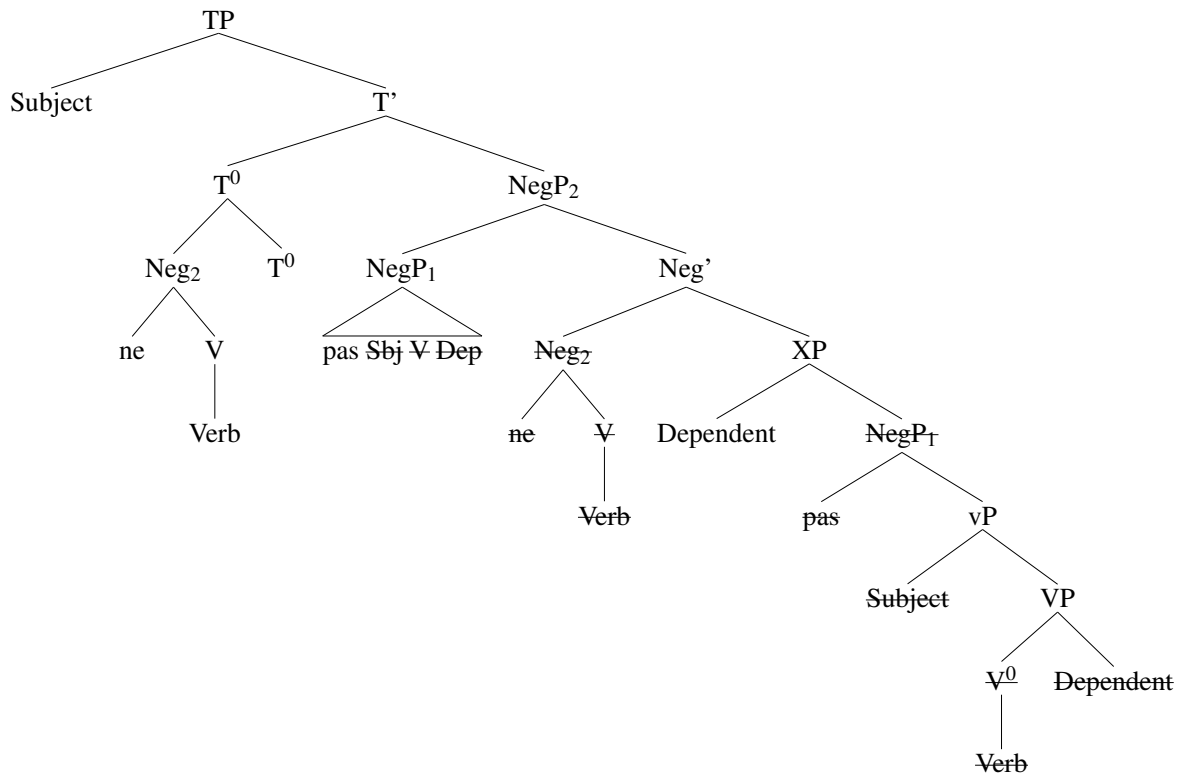 TP
Subject T’
T⁰ NegP₂
Neg₂ T⁰ NegP₁ Neg’
ne V pas Sbj V Dep Neg₂ XP
Verb ne V Dependent NegP₁
Verb pas vP
Subject VP
V⁰ Dependent
Verb